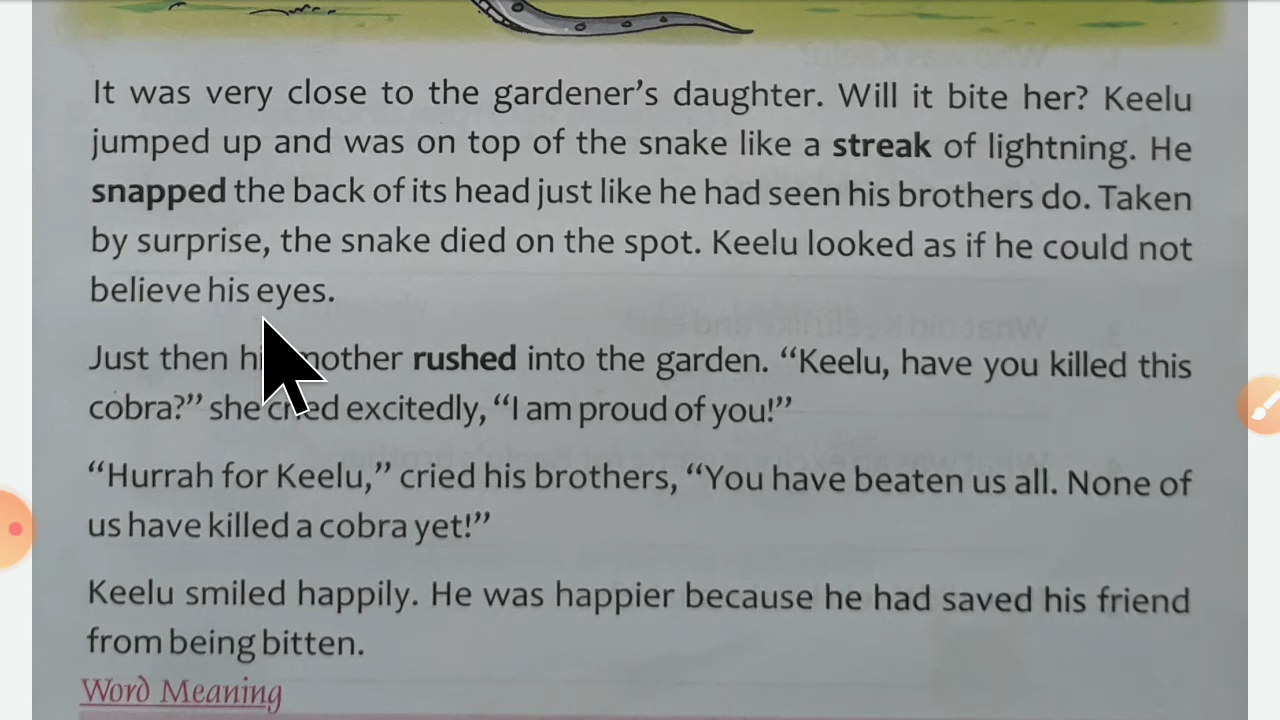 It was very close to the gardener's daughter. Will it bite her? Keelu
jumped up and was on top of the snake like a streak of lightning. He
snapped the back of its head just like he had seen his brothers do. Taken
by surprise, the snake died on the spot. Keelu looked as if he could not
believe his eyes.
Just then his mother rushed into the garden. “Keelu, have you killed this
cobra?” she cried excitedly, “I am proud of you!”
“Hurrah for Keelu,” cried his brothers, “You have beaten us all. None of
us have killed a cobra yet!”
Keelu smiled happily. He was happier because he had saved his friend
from being bitten.
Word Meaning